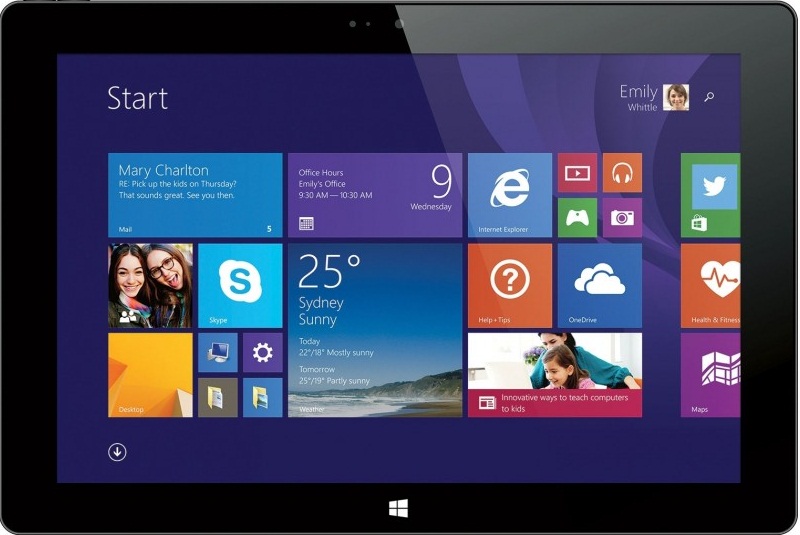 Start
Emily
Whittle
Mary Charlton
RE: Pick up the kids on Thursday?
That sounds great. See you then.
Mail
5
Office Hours
Emily's Office
9:30 AM — 10:30 AM
9
Wednesday
Internet Explorer
Skype
25°
Sydney
Sunny
Today
22°/18° Mostly sunny
Tomorrow
25°/19° Partly sunny
Weather
Help+Tips
OneDrive
Health & Fitness
Desktop
Innovative ways to teach computers
to kids
Maps